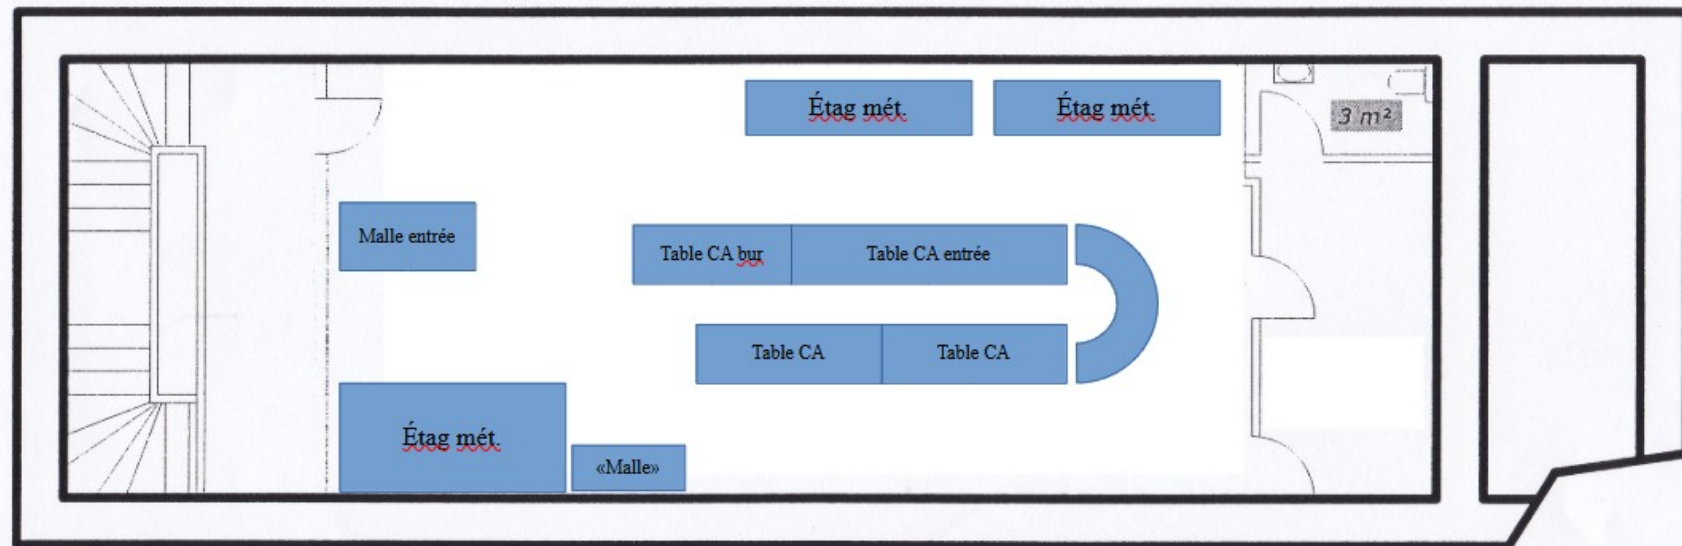 Étag mét.
Étag mét.
3 m²
Malle entrée
Table CA bur
Table CA entrée
Table CA
Table CA
Étag mét.
«Malle»